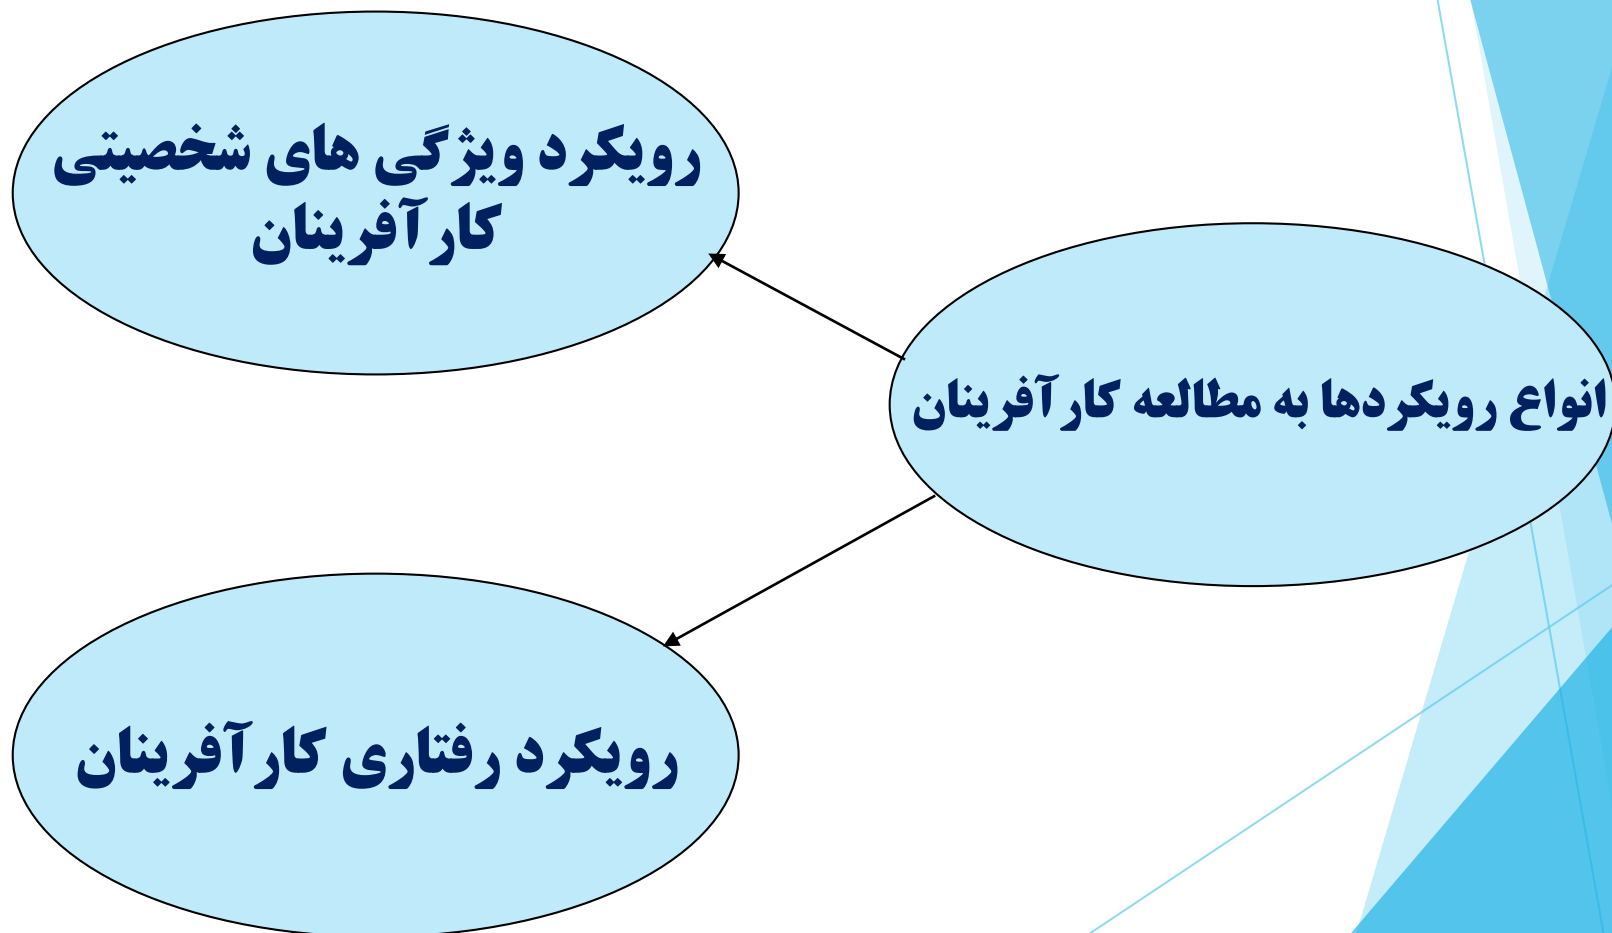 انواع رویکردها به مطالعه کارآفرینان
رویکرد ویژگی های شخصیتی
کارآفرینان
رویکرد رفتاری کارآفرینان